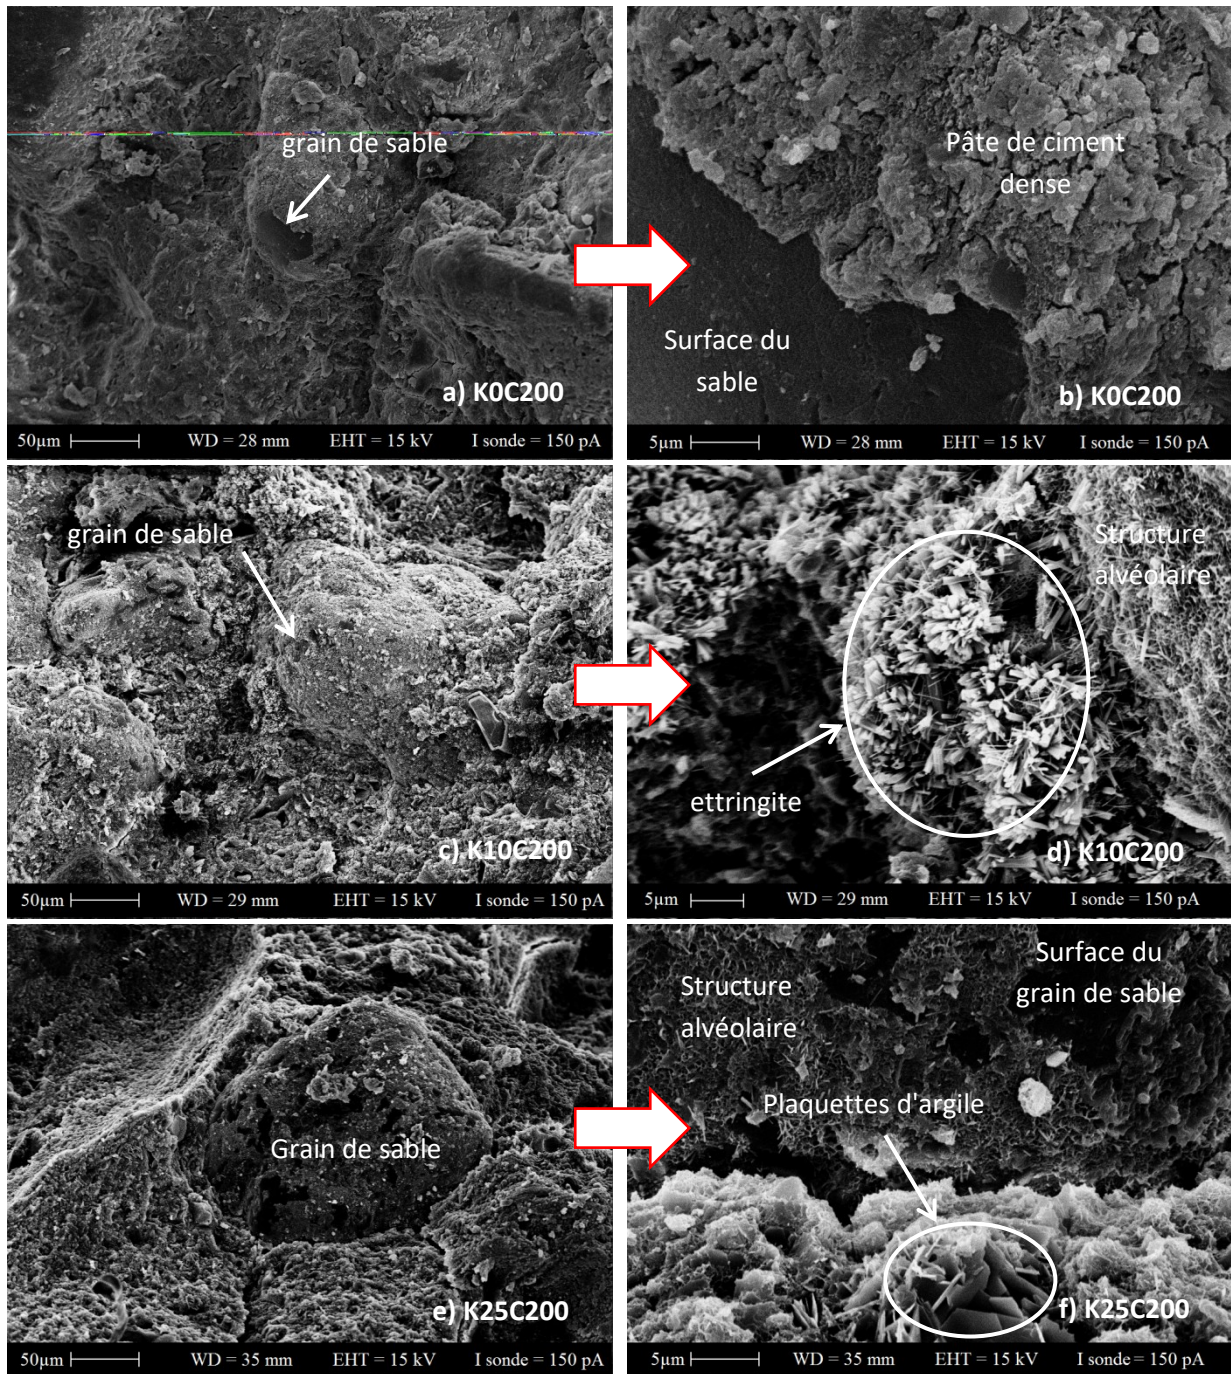 grain de sable
a) K0C200
50µm WD = 28 mm EHT = 15 kV I sonde = 150 pA
Pâte de ciment
dense
Surface du
sable
b) K0C200
5µm WD = 28 mm EHT = 15 kV I sonde = 150 pA
grain de sable
c) K10C200
50µm WD = 29 mm EHT = 15 kV I sonde = 150 pA
Structure
alvéolaire
ettringite
d) K10C200
5µm WD = 29 mm EHT = 15 kV I sonde = 150 pA
Grain de sable
e) K25C200
50µm WD = 35 mm EHT = 15 kV I sonde = 150 pA
Surface du
grain de sable
Structure
alvéolaire
Plaquettes d'argile
f) K25C200
5µm WD = 35 mm EHT = 15 kV I sonde = 150 pA